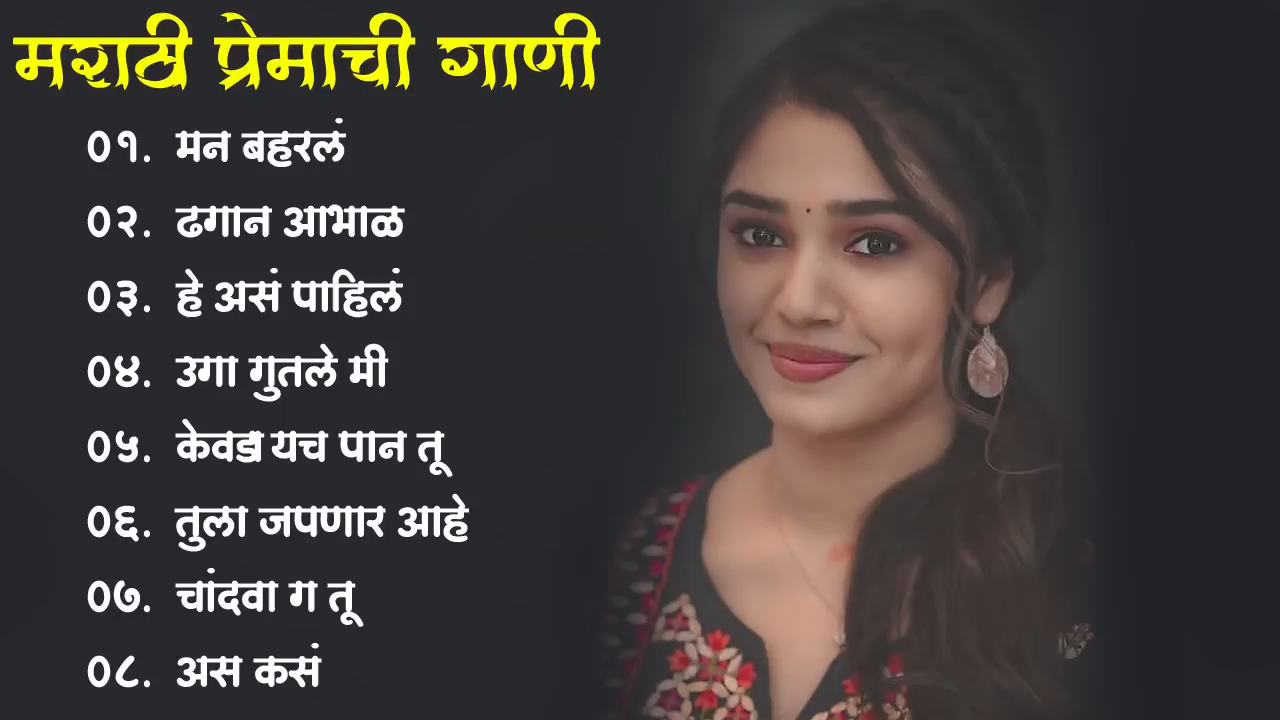 मराठी प्रेमाची गाणी
०१. मन बहरलं
०२. ढगान आभाळ
०३. हे असं पाहिलं
०४. उगा गुतले मी
०५. केवडा यच पान तू
०६. तुला जपणार आहे
०७. चांदवा ग तू
०८. अस कसं